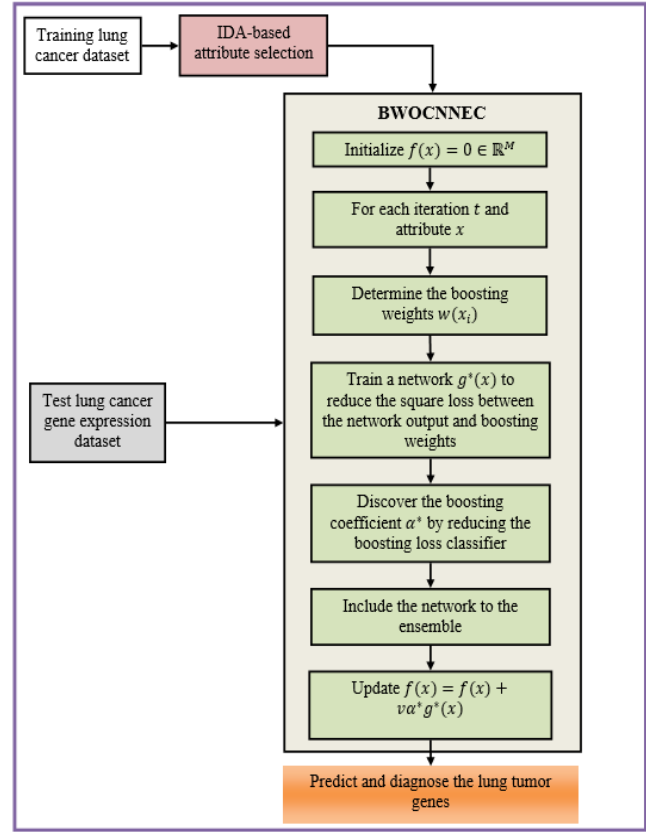 Training lung
cancer dataset
IDA-based
attribute selection
BWOCNNEC
Initialize f(x) = 0 ∈ ℝᴹ
For each iteration t and
attribute x
Determine the boosting
weights w(xᵢ)
Train a network g*(x) to
reduce the square loss between
the network output and boosting
weights
Test lung cancer
gene expression
dataset
Discover the boosting
coefficient α* by reducing the
boosting loss classifier
Include the network to the
ensemble
Update f(x) = f(x) +
vα*g*(x)
Predict and diagnose the lung tumor
genes